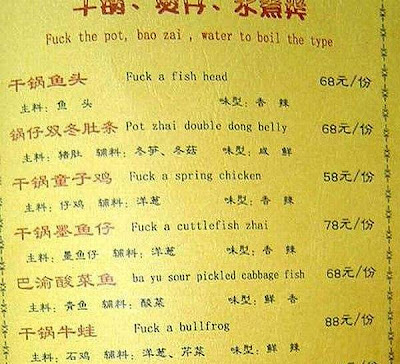 干锅、煲仔、水煮类
Fuck the pot, bao zai , water to boil the type
干锅鱼头 Fuck a fish head 68元/份
主料：鱼 头 味型：香 辣
锅仔双冬肚条 Pot zhai double dong belly 68元/份
主料：猪肚 辅料：冬笋、冬菇 味型：咸 鲜
干锅童子鸡 Fuck a spring chicken 58元/份
主料：仔鸡 辅料：洋葱 味型：香 辣
干锅墨鱼仔 Fuck a cuttlefish zhai 78元/份
主料：墨鱼仔 辅料：洋葱 味型：香 辣
巴渝酸菜鱼 ba yu sour pickled cabbage fish 68元/份
主料：青鱼 辅料：酸菜 味型：鲜 香
干锅牛蛙 Fuck a bullfrog 88元/份
主料：石鸡 辅料：洋葱、芹菜 味型：香 辣